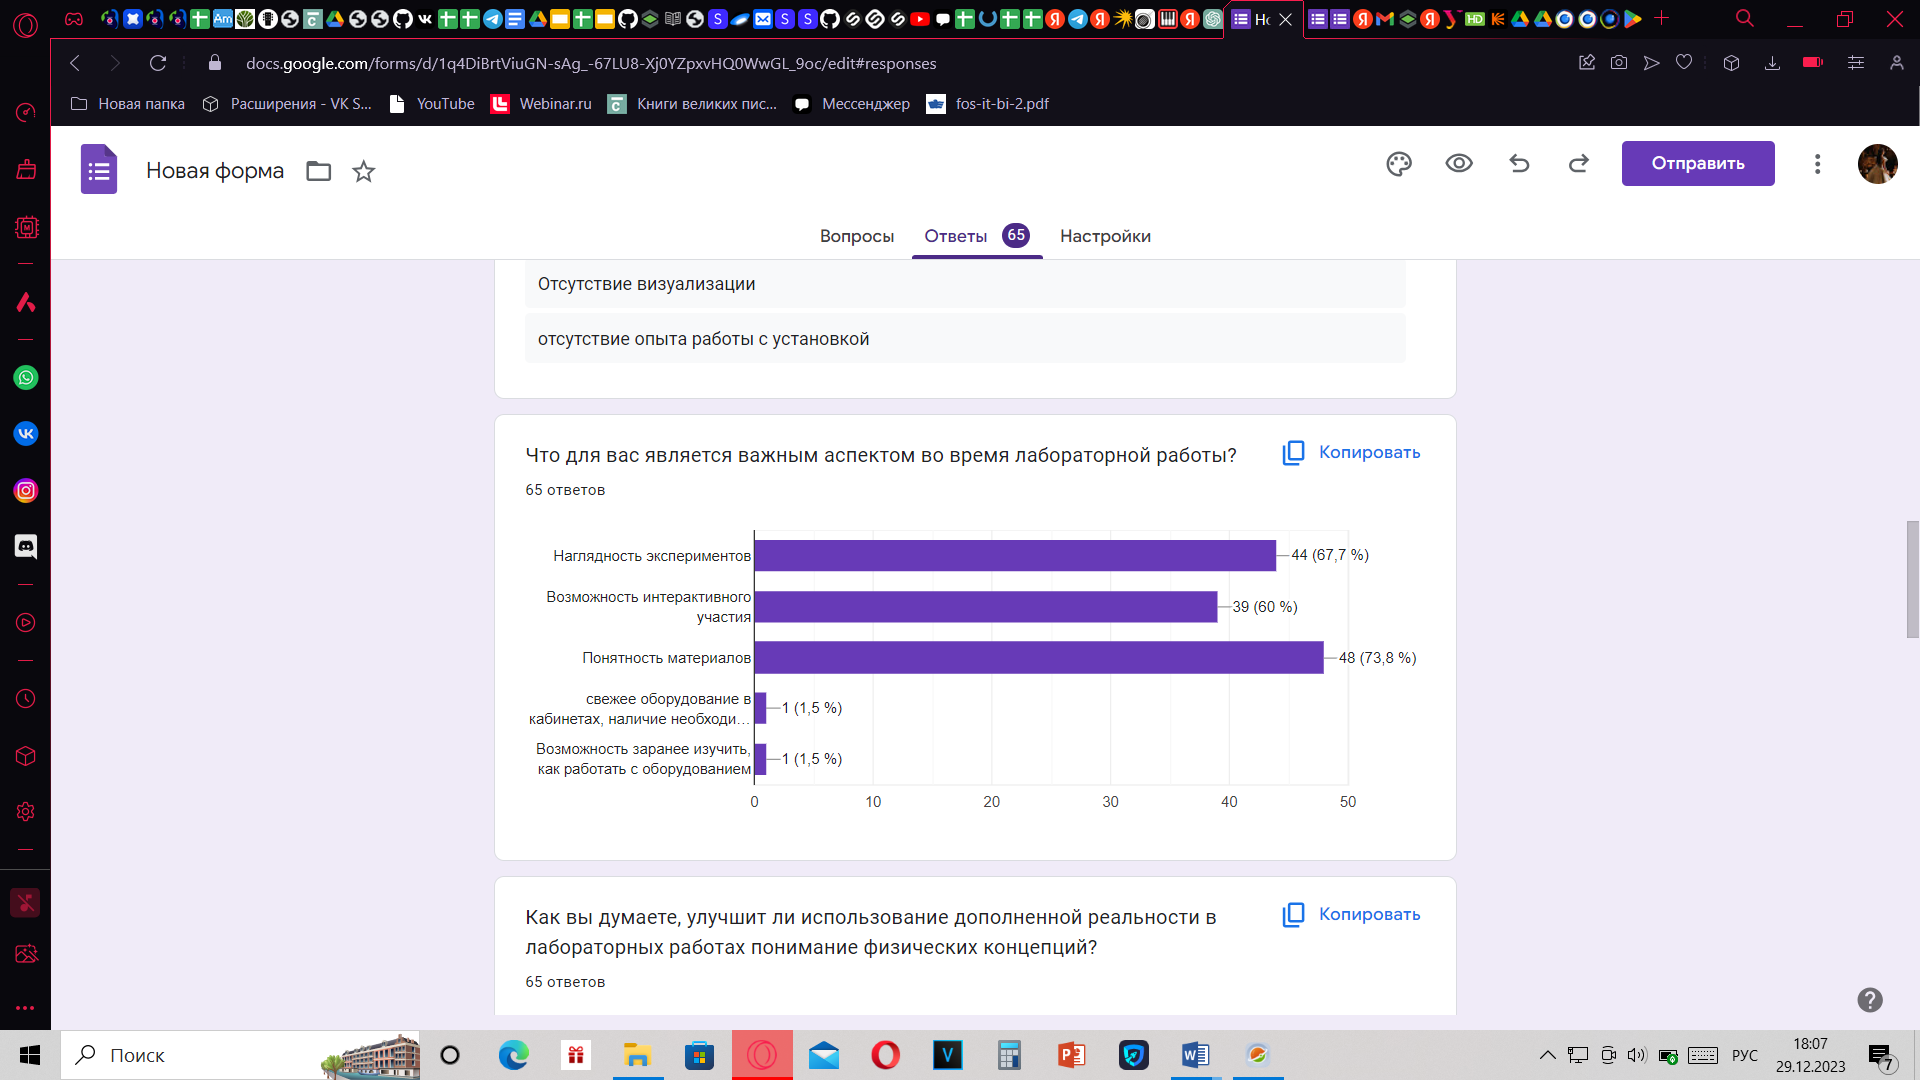 docs.google.com/forms/d/1q4DiBrtViuGN-sAg_-67LU8-Xj0YZpxvHQ0WwGL_9oc/edit#responses
Новая папка
Расширения - VK S...
YouTube
Webinar.ru
Книги великих пис...
Мессенджер
fos-it-bi-2.pdf
Новая форма
Отправить
Вопросы
Ответы 65
Настройки
Отсутствие визуализации
отсутствие опыта работы с установкой
Что для вас является важным аспектом во время лабораторной работы?
Копировать
65 ответов
Наглядность экспериментов
44 (67,7 %)
Возможность интерактивного
участия
39 (60 %)
Понятность материалов
48 (73,8 %)
свежее оборудование в
кабинетах, наличие необходи...
1 (1,5 %)
Возможность заранее изучить,
как работать с оборудованием
1 (1,5 %)
0 10 20 30 40 50
Как вы думаете, улучшит ли использование дополненной реальности в
лабораторных работах понимание физических концепций?
Копировать
65 ответов
Поиск
РУС
18:07
29.12.2023
7